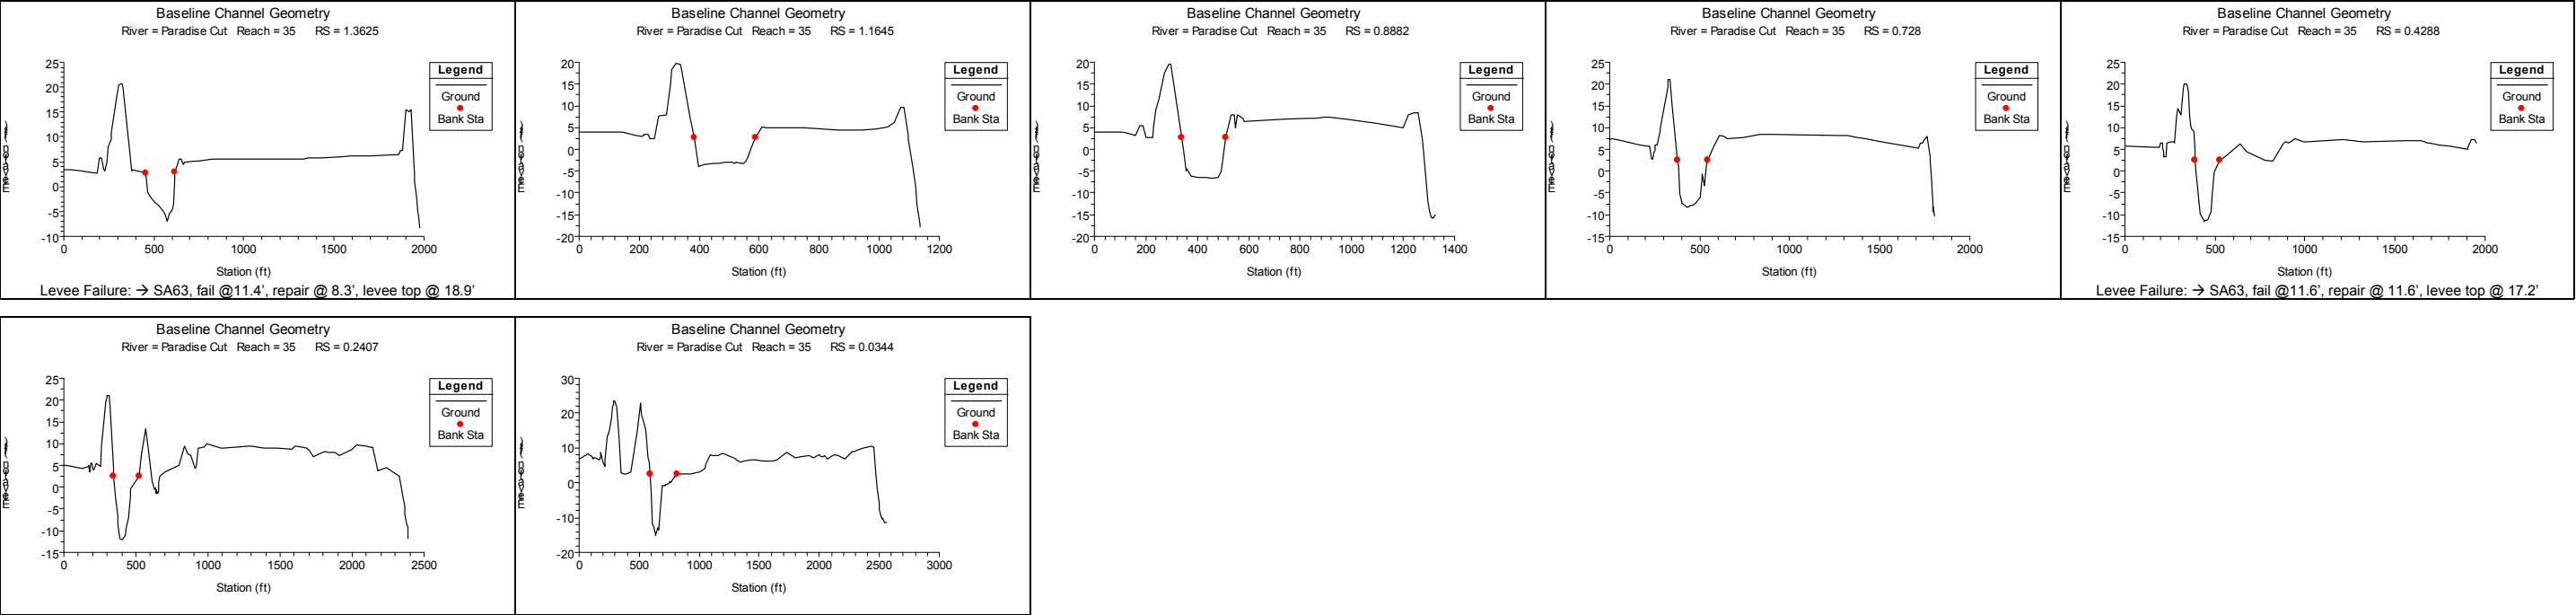 Baseline Channel Geometry
River = Paradise Cut Reach = 35 RS = 1.3625
25
20
15
10
5
0
-5
-10
0 500 1000 1500 2000
Station (ft)
Legend
Ground
Bank Sta
Levee Failure: → SA63, fail @11.4’, repair @ 8.3’, levee top @ 18.9’
Baseline Channel Geometry
River = Paradise Cut Reach = 35 RS = 1.1645
20
15
10
5
0
-5
-10
-15
-20
0 200 400 600 800 1000 1200
Station (ft)
Legend
Ground
Bank Sta
Baseline Channel Geometry
River = Paradise Cut Reach = 35 RS = 0.8882
20
15
10
5
0
-5
-10
-15
-20
0 200 400 600 800 1000 1200 1400
Station (ft)
Legend
Ground
Bank Sta
Baseline Channel Geometry
River = Paradise Cut Reach = 35 RS = 0.728
25
20
15
10
5
0
-5
-10
-15
0 500 1000 1500 2000
Station (ft)
Legend
Ground
Bank Sta
Baseline Channel Geometry
River = Paradise Cut Reach = 35 RS = 0.4288
25
20
15
10
5
0
-5
-10
-15
0 500 1000 1500 2000
Station (ft)
Legend
Ground
Bank Sta
Levee Failure: → SA63, fail @11.6’, repair @ 11.6’, levee top @ 17.2’
Baseline Channel Geometry
River = Paradise Cut Reach = 35 RS = 0.2407
25
20
15
10
5
0
-5
-10
-15
0 500 1000 1500 2000 2500
Station (ft)
Legend
Ground
Bank Sta
Baseline Channel Geometry
River = Paradise Cut Reach = 35 RS = 0.0344
30
20
10
0
-10
-20
0 500 1000 1500 2000 2500 3000
Station (ft)
Legend
Ground
Bank Sta